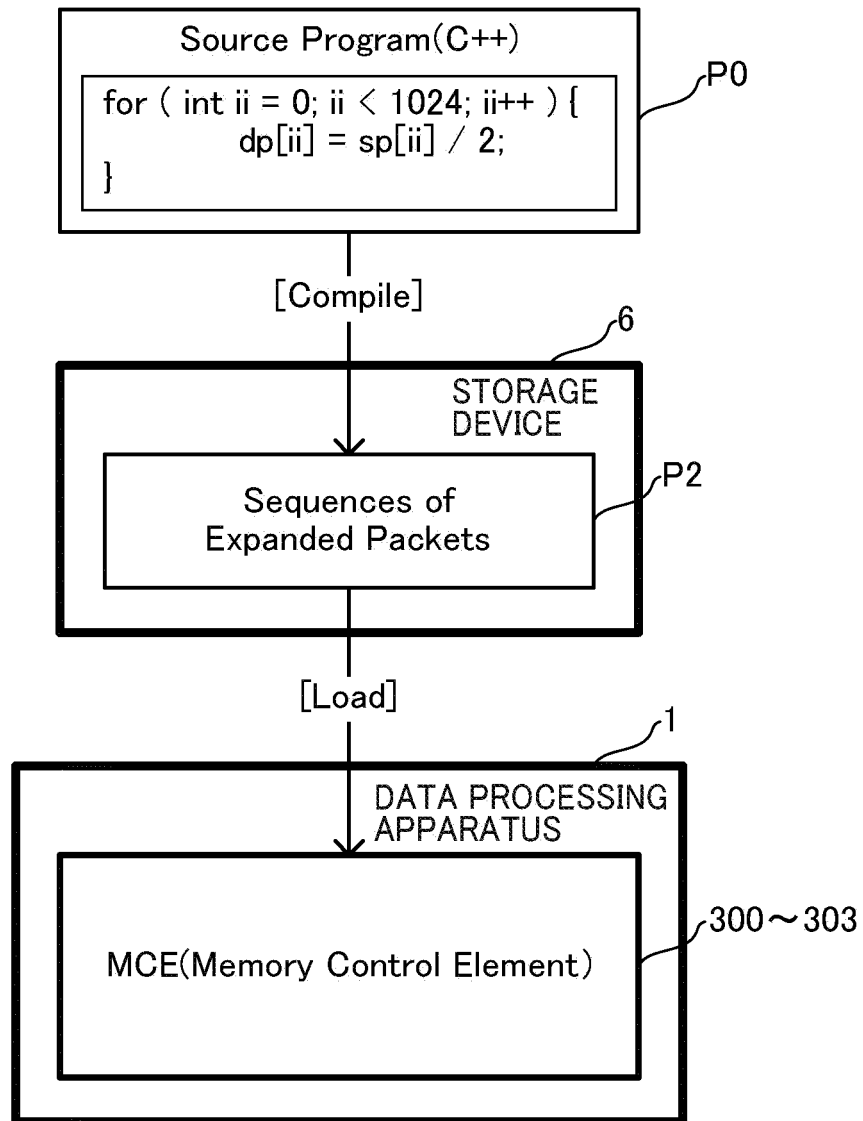 Source Program(C++)
P0
for ( int ii = 0; ii < 1024; ii++ ) {
dp[ii] = sp[ii] / 2;
}
[Compile]
6
STORAGE
DEVICE
P2
Sequences of
Expanded Packets
[Load]
1
DATA PROCESSING
APPARATUS
300～303
MCE(Memory Control Element)